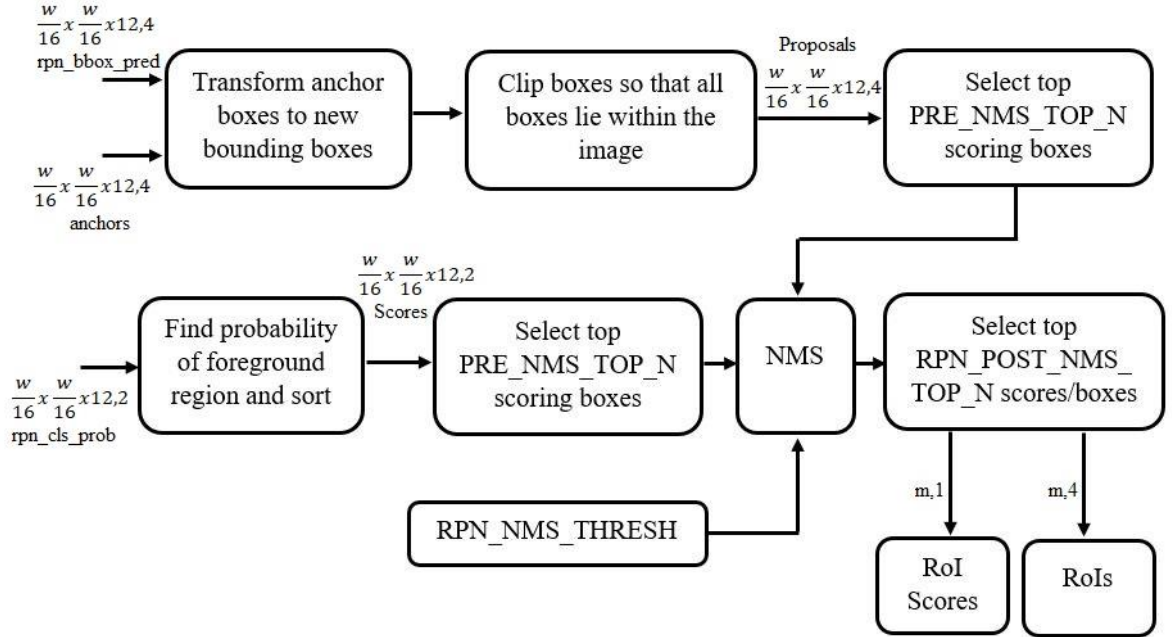 w/16 x w/16 x12,4
rpn_bbox_pred
w/16 x w/16 x12,4
anchors
Transform anchor
boxes to new
bounding boxes
Clip boxes so that all
boxes lie within the
image
Proposals
w/16 x w/16 x12,4
Select top
PRE_NMS_TOP_N
scoring boxes
w/16 x w/16 x12,2
rpn_cls_prob
Find probability
of foreground
region and sort
w/16 x w/16 x12,2
Scores
Select top
PRE_NMS_TOP_N
scoring boxes
NMS
Select top
RPN_POST_NMS_
TOP_N scores/boxes
RPN_NMS_THRESH
m,1
m,4
RoI
Scores
RoIs